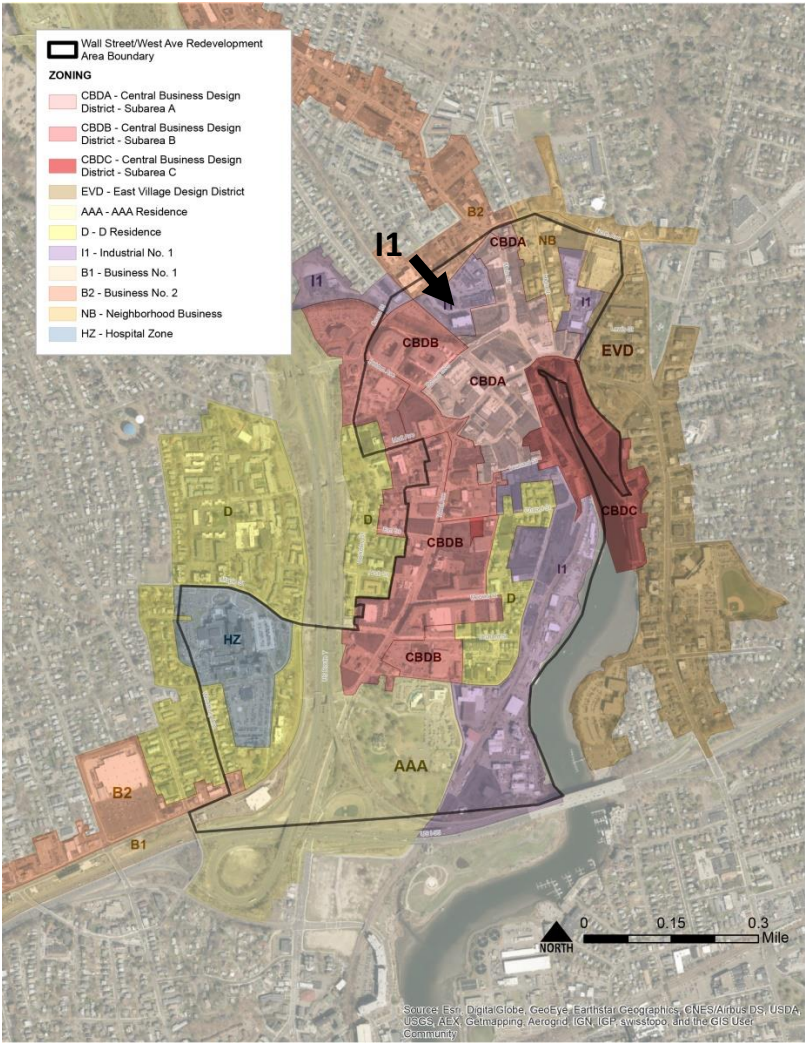 Wall Street/West Ave Redevelopment
Area Boundary
ZONING
CBDA - Central Business Design
District - Subarea A
CBDB - Central Business Design
District - Subarea B
CBDC - Central Business Design
District - Subarea C
EVD - East Village Design District
AAA - AAA Residence
D - D Residence
I1 - Industrial No. 1
B1 - Business No. 1
B2 - Business No. 2
NB - Neighborhood Business
HZ - Hospital Zone
B2
CBDA
NB
I1
I1
I1
I1
CBDB
EVD
CBDA
D
D
CBDC
CBDB
I1
D
HZ
CBDB
AAA
B2
B1
NORTH
0 0.15 0.3
Mile
Source: Esri, DigitalGlobe, GeoEye, Earthstar Geographics, CNES/Airbus DS, USDA,
USGS, AEX, Getmapping, Aerogrid, IGN, IGP, swisstopo, and the GIS User
Community